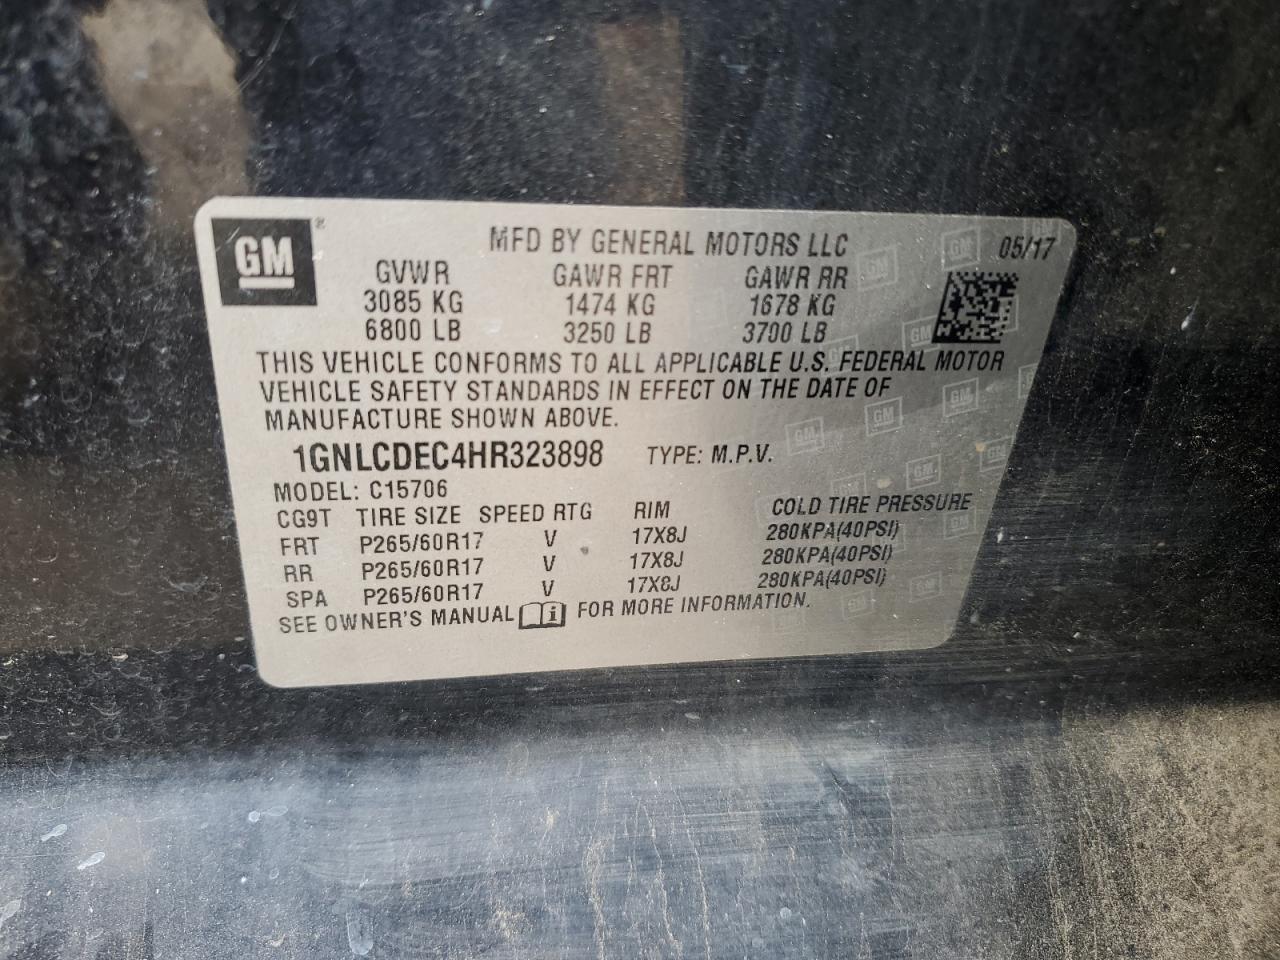 GM®
MFD BY GENERAL MOTORS LLC 05/17
GVWR GAWR FRT GAWR RR
3085 KG 1474 KG 1678 KG
6800 LB 3250 LB 3700 LB
THIS VEHICLE CONFORMS TO ALL APPLICABLE U.S. FEDERAL MOTOR
VEHICLE SAFETY STANDARDS IN EFFECT ON THE DATE OF
MANUFACTURE SHOWN ABOVE.
1GNLCDEC4HR323898 TYPE: M.P.V.
MODEL: C15706
CG9T TIRE SIZE SPEED RTG RIM COLD TIRE PRESSURE
FRT P265/60R17 V 17X8J 280KPA(40PSI)
RR P265/60R17 V 17X8J 280KPA(40PSI)
SPA P265/60R17 V 17X8J 280KPA(40PSI)
SEE OWNER'S MANUAL i FOR MORE INFORMATION.